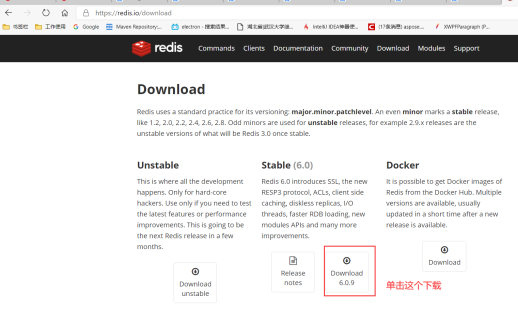 https://redis.io/download
书签栏 工作使用 Google Maven Repository... electron - 搜索结果... IntelliJ IDEA神器使... (17条消息) aspose... XWPFParagraph (P...
redis Commands Clients Documentation Community Download Modules Support
Download
Redis uses a standard practice for its versioning: major.minor.patchlevel. An even minor marks a stable release,
like 1.2, 2.0, 2.2, 2.4, 2.6, 2.8. Odd minors are used for unstable releases, for example 2.9.x releases are the
unstable versions of what will be Redis 3.0 once stable.
Unstable
This is where all the development
happens. Only for hard-core
hackers. Use only if you need to test
the latest features or performance
improvements. This is going to be
the next Redis release in a few
months.
Download
unstable
Stable (6.0)
Redis 6.0 introduces SSL, the new
RESP3 protocol, ACLs, client side
caching, diskless replicas, I/O
threads, faster RDB loading, new
modules APIs and many more
improvements.
Release
notes
Download
6.0.9
Docker
It is possible to get Docker images of
Redis from the Docker Hub. Multiple
versions are available, usually
updated in a short time after a new
release is available.
Download
单击这个下载